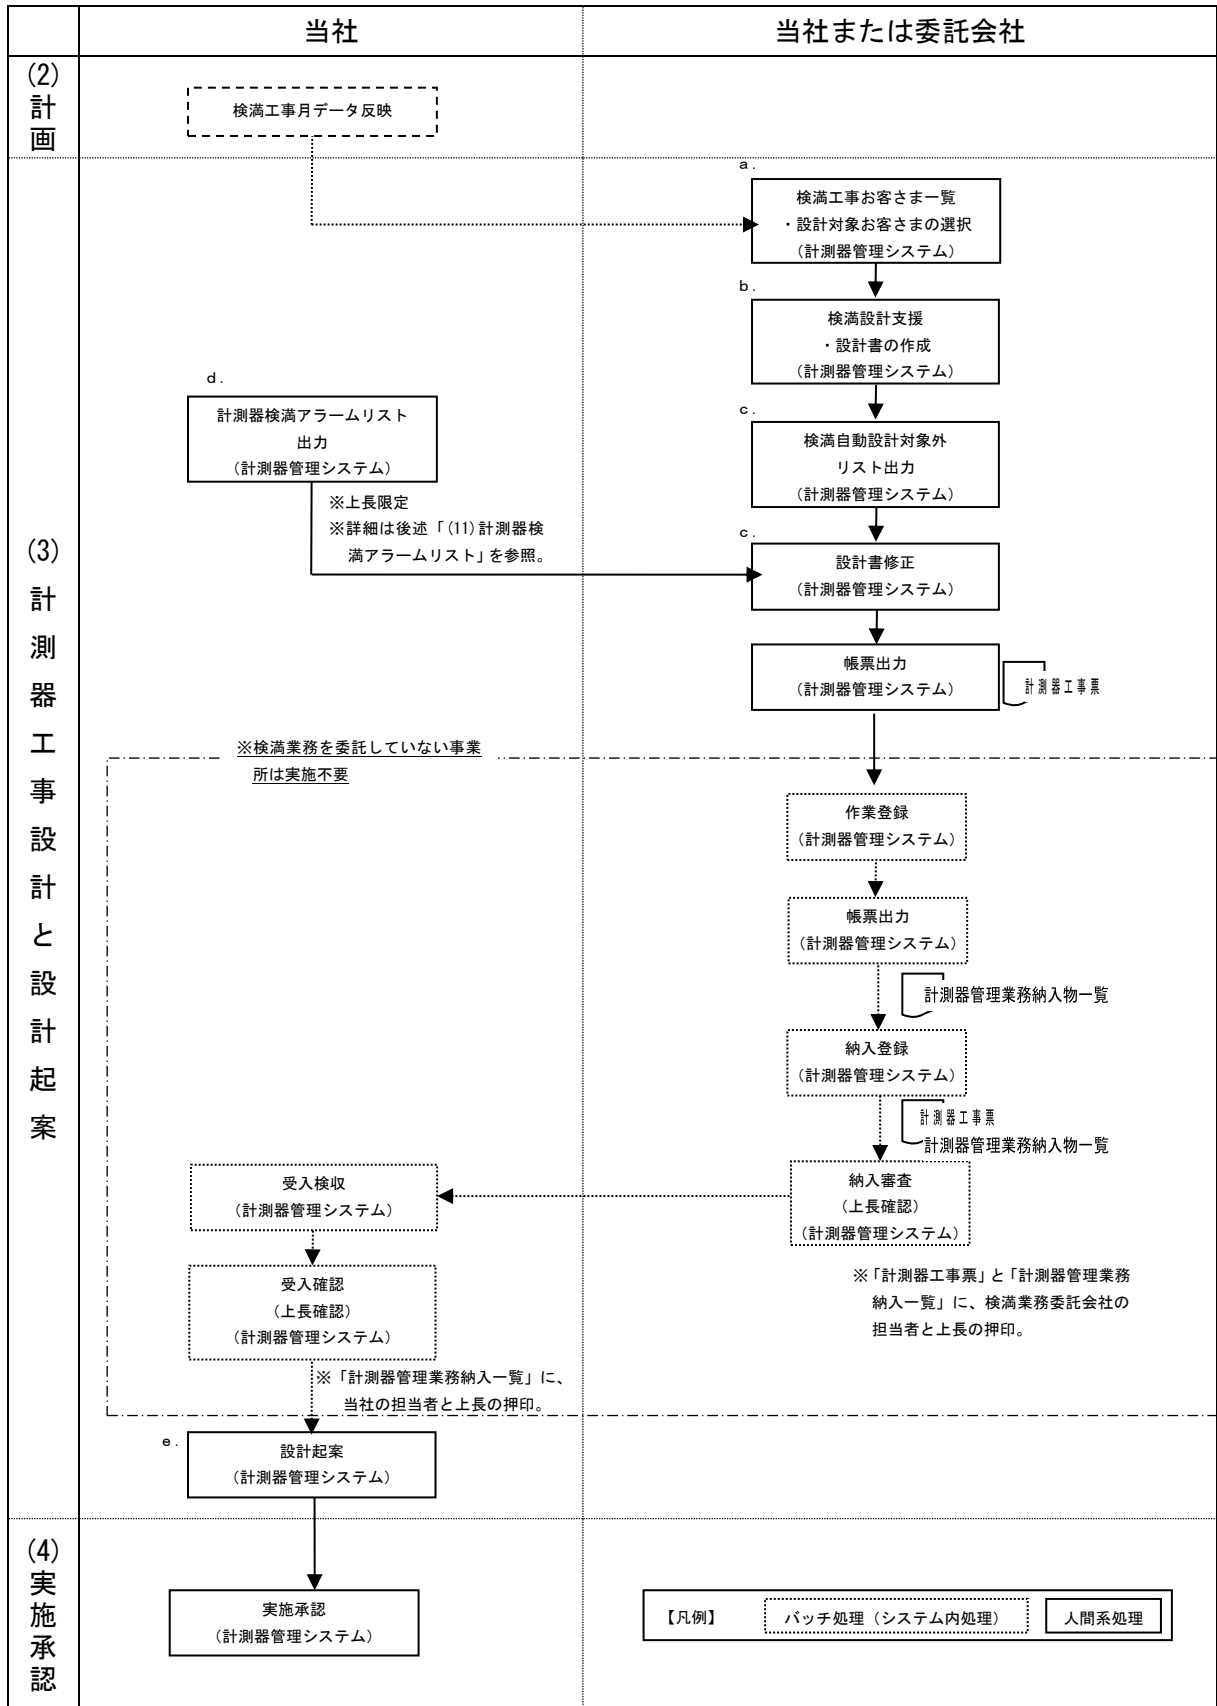 当社
当社または委託会社
(2)
計
画
検満工事月データ反映
(3)
計
測
器
工
事
設
計
と
設
計
起
案
a.
検満工事お客さま一覧
・設計対象お客さまの選択
(計測器管理システム)
b.
検満設計支援
・設計書の作成
(計測器管理システム)
d.
計測器検満アラームリスト
出力
(計測器管理システム)
※上長限定
※詳細は後述「(11)計測器検
満アラームリスト」を参照。
c.
検満自動設計対象外
リスト出力
(計測器管理システム)
c.
設計書修正
(計測器管理システム)
帳票出力
(計測器管理システム)
計測器工事票
※検満業務を委託していない事業
所は実施不要
作業登録
(計測器管理システム)
帳票出力
(計測器管理システム)
計測器管理業務納入物一覧
納入登録
(計測器管理システム)
計測器工事票
計測器管理業務納入物一覧
納入審査
(上長確認)
(計測器管理システム)
※「計測器工事票」と「計測器管理業務
納入一覧」に、検満業務委託会社の
担当者と上長の押印。
受入検収
(計測器管理システム)
受入確認
(上長確認)
(計測器管理システム)
※「計測器管理業務納入一覧」に、
当社の担当者と上長の押印。
e.
設計起案
(計測器管理システム)
(4)
実
施
承
認
実施承認
(計測器管理システム)
【凡例】
バッチ処理(システム内処理)
人間系処理